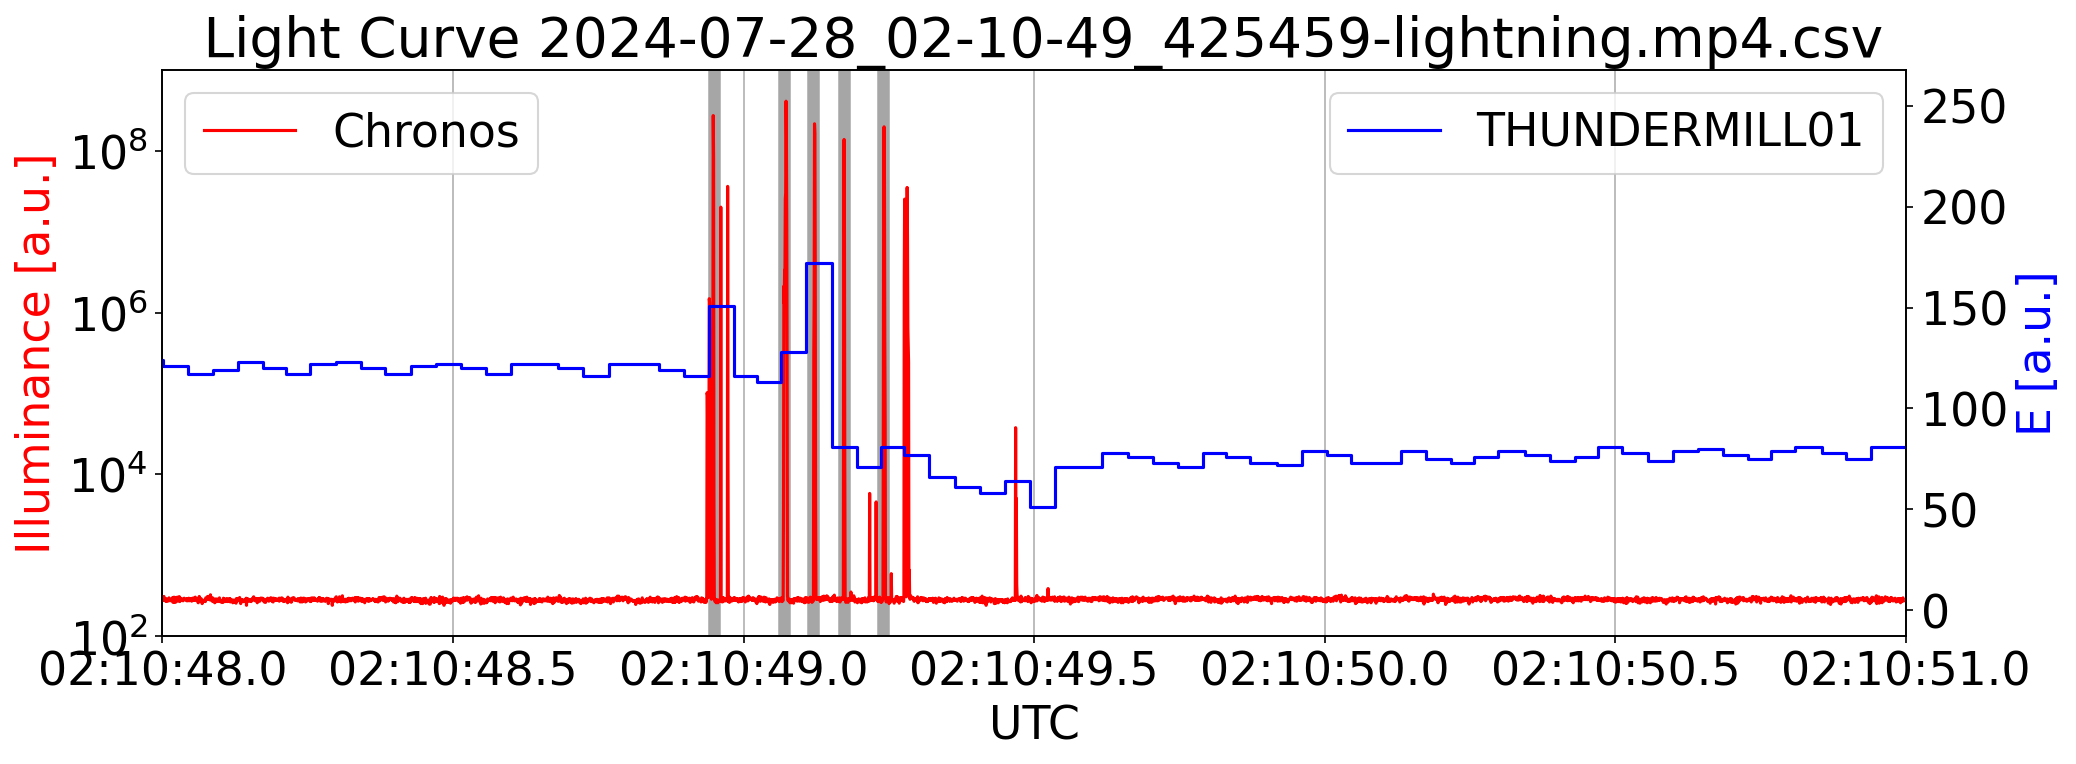 Light Curve 2024-07-28_02-10-49_425459-lightning.mp4.csv
Chronos
THUNDERMILL01
Illuminance [a.u.]
10^8
10^6
10^4
10^2
250
200
150
100
50
0
E [a.u.]
02:10:48.0 02:10:48.5 02:10:49.0 02:10:49.5 02:10:50.0 02:10:50.5 02:10:51.0
UTC